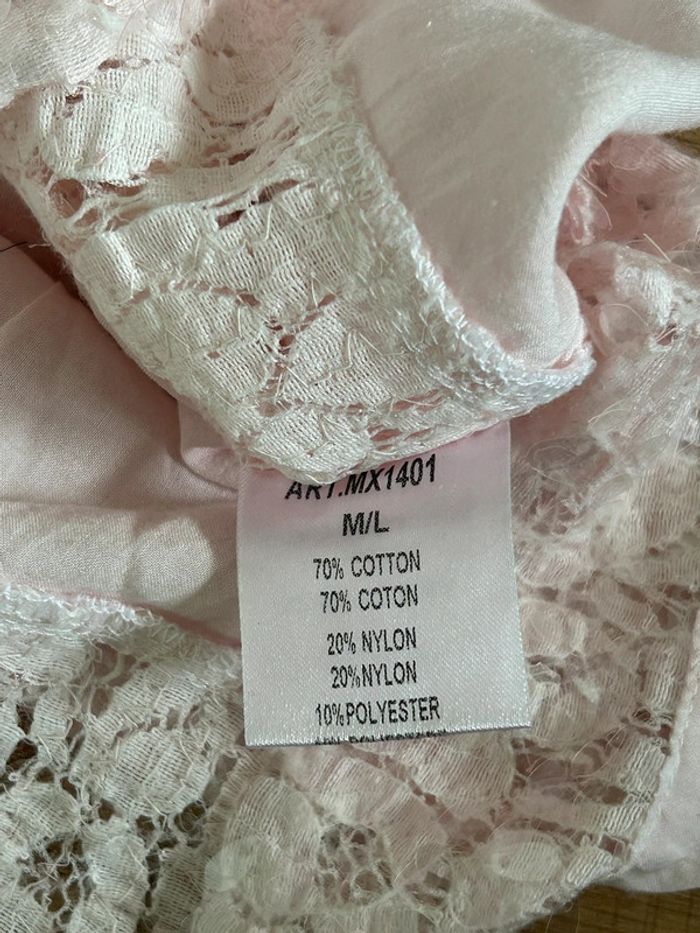 ART.MX1401
M/L
70% COTTON
70% COTON
20% NYLON
20%NYLON
10%POLYESTER